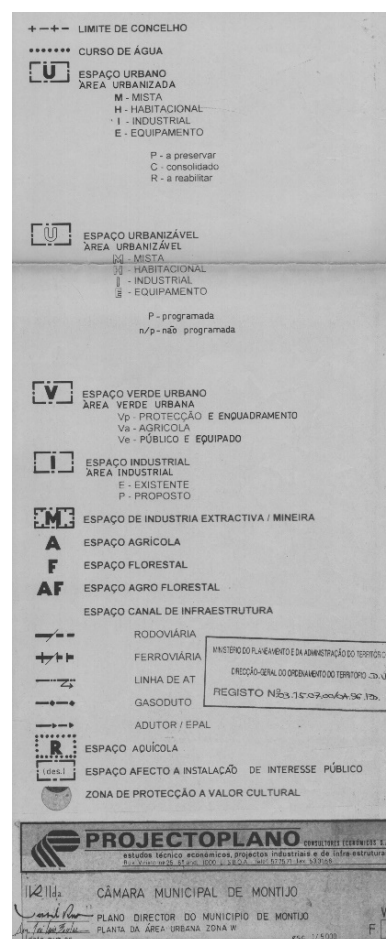 LIMITE DE CONCELHO
CURSO DE ÁGUA
U ESPAÇO URBANO
ÁREA URBANIZADA
M - MISTA
H - HABITACIONAL
I - INDUSTRIAL
E - EQUIPAMENTO
P - a preservar
C - consolidado
R - a reabilitar
U ESPAÇO URBANIZÁVEL
ÁREA URBANIZÁVEL
M - MISTA
H - HABITACIONAL
I - INDUSTRIAL
E - EQUIPAMENTO
P - programada
n/p - não programada
V ESPAÇO VERDE URBANO
ÁREA VERDE URBANA
Vp - PROTECÇÃO E ENQUADRAMENTO
Va - AGRICOLA
Ve - PÚBLICO E EQUIPADO
I ESPAÇO INDUSTRIAL
ÁREA INDUSTRIAL
E - EXISTENTE
P - PROPOSTO
M ESPAÇO DE INDUSTRIA EXTRACTIVA / MINEIRA
A ESPAÇO AGRÍCOLA
F ESPAÇO FLORESTAL
AF ESPAÇO AGRO FLORESTAL
ESPAÇO CANAL DE INFRAESTRUTURA
RODOVIÁRIA
FERROVIÁRIA
LINHA DE AT
GASODUTO
ADUTOR / EPAL
MINISTÉRIO DO PLANEAMENTO E DA ADMINISTRAÇÃO DO TERRITÓRIO
DIRECÇÃO-GERAL DO ORDENAMENTO DO TERRITORIO
REGISTO Nº
R ESPAÇO AQUÍCOLA
(des.) ESPAÇO AFECTO A INSTALAÇÃO DE INTERESSE PÚBLICO
ZONA DE PROTECÇÃO A VALOR CULTURAL
PROJECTOPLANO CONSULTORES ECONÓMICOS
estudos técnico económicos, projectos industriais e de infra-estrutura
CÂMARA MUNICIPAL DE MONTIJO
PLANO DIRECTOR DO MUNICIPIO DE MONTIJO
PLANTA DA ÁREA URBANA ZONA W